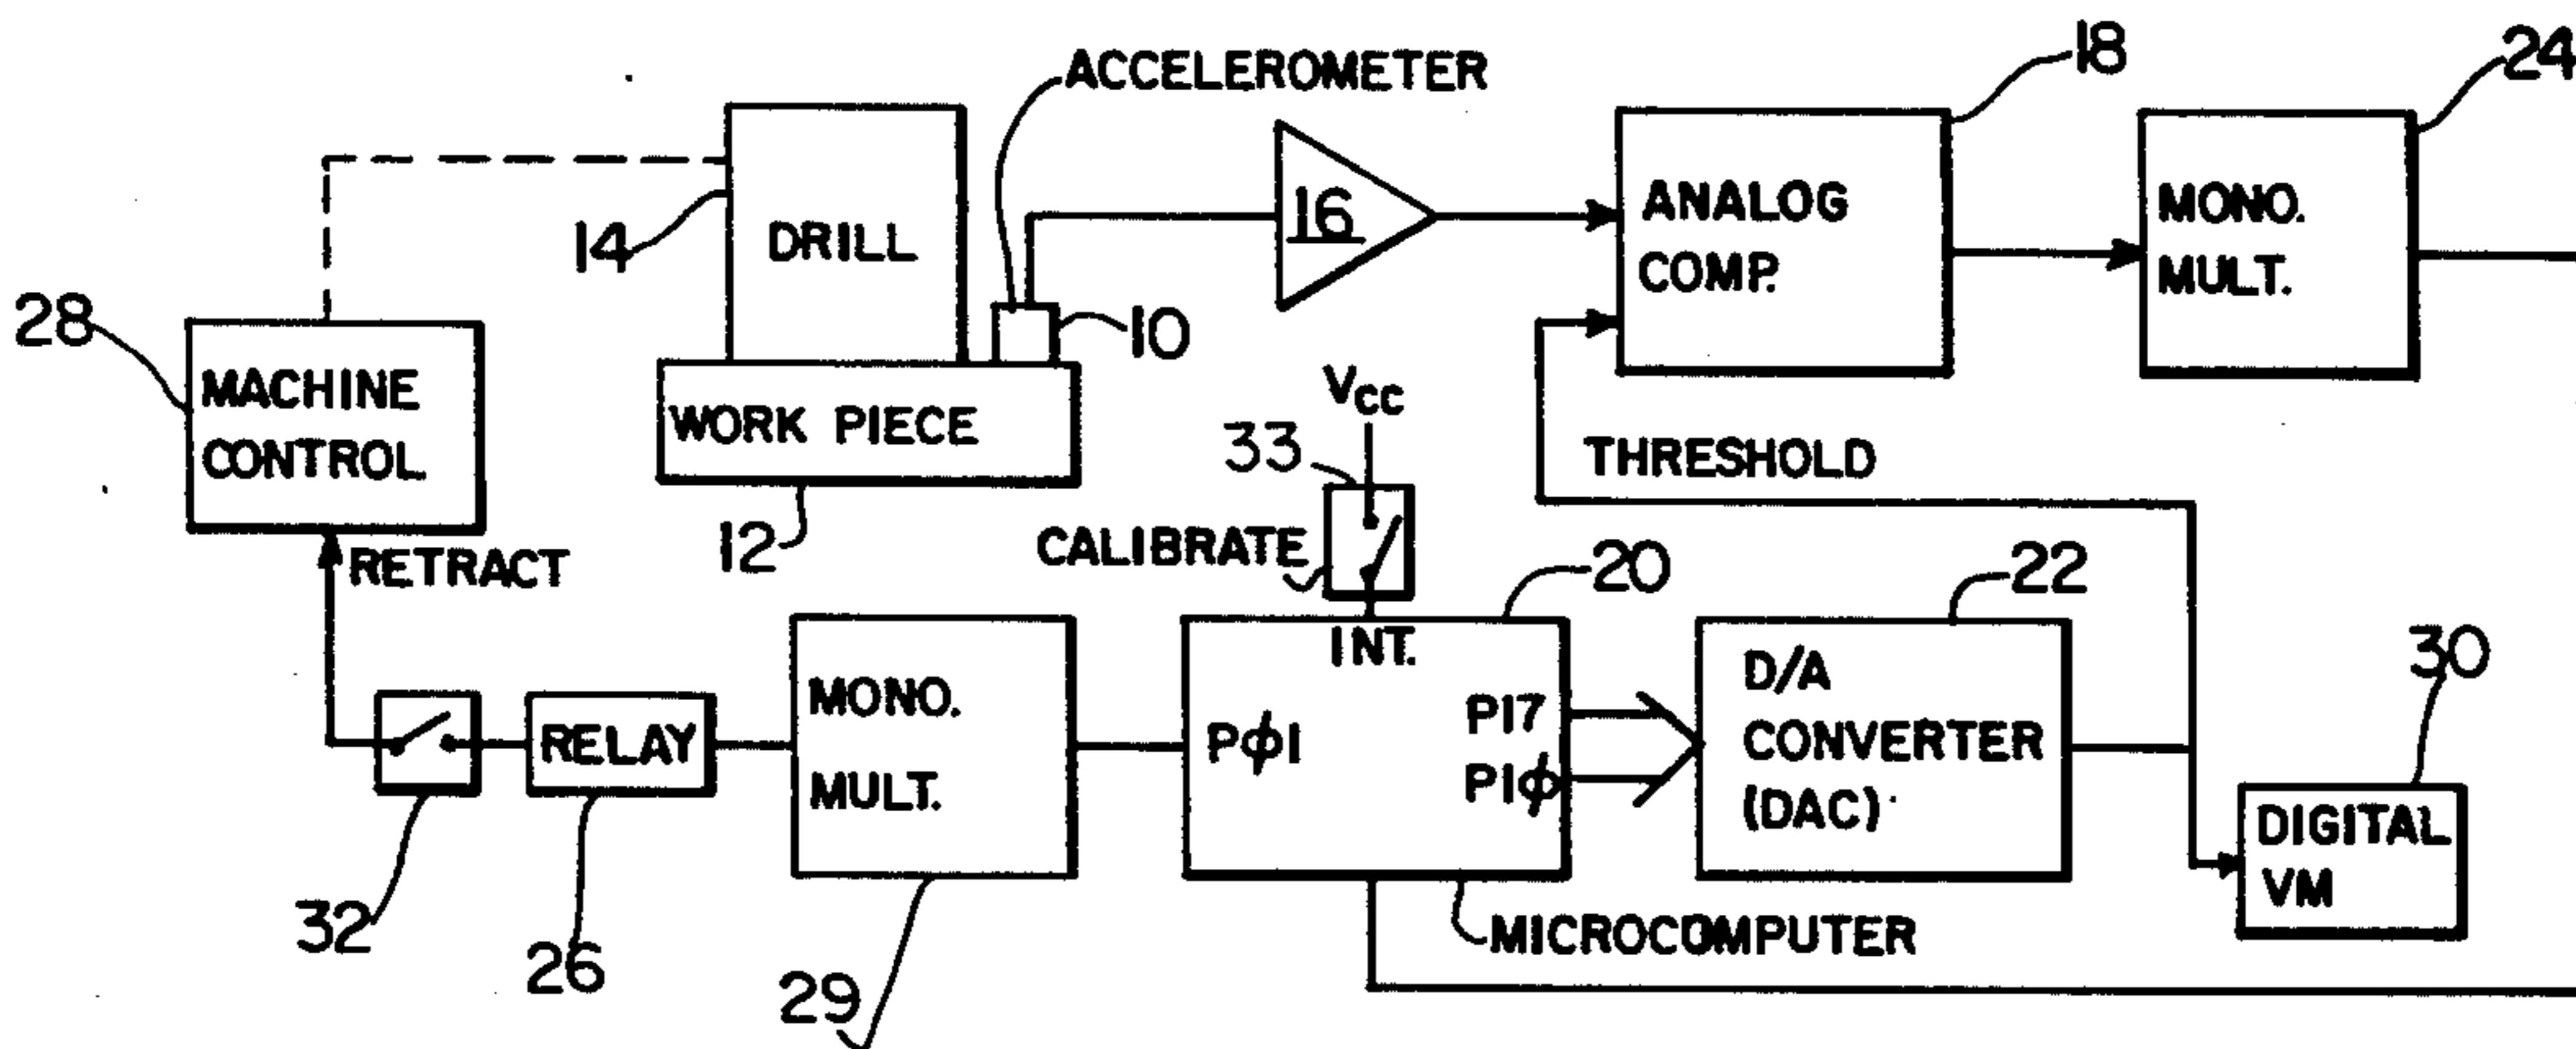 ACCELEROMETER
18
24
14
DRILL
16
ANALOG
COMP.
MONO.
MULT.
28
MACHINE
CONTROL
10
WORK PIECE
VCC
33
THRESHOLD
12
CALIBRATE
20
22
RETRACT
INT.
30
MONO.
MULT.
PΦ1
P17
P1Φ
D/A
CONVERTER
(DAC)
RELAY
DIGITAL
VM
32
26
29
MICROCOMPUTER